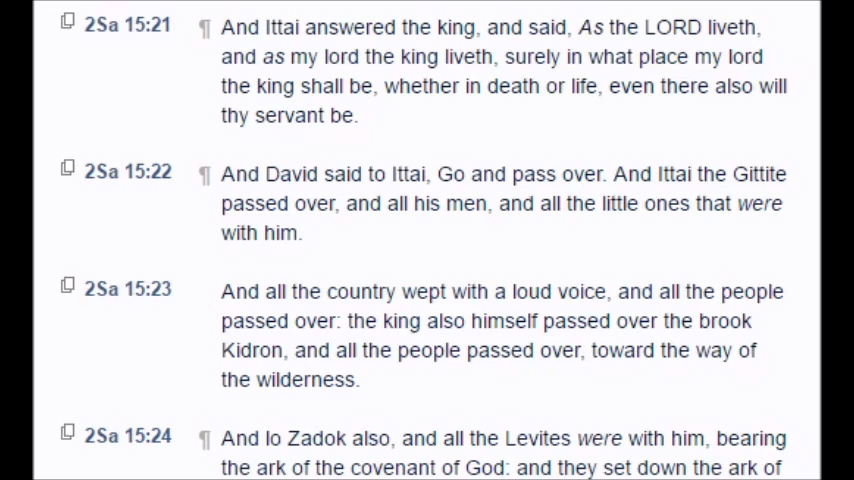 2Sa 15:21 ¶ And Ittai answered the king, and said, As the LORD liveth,
and as my lord the king liveth, surely in what place my lord
the king shall be, whether in death or life, even there also will
thy servant be.
2Sa 15:22 ¶ And David said to Ittai, Go and pass over. And Ittai the Gittite
passed over, and all his men, and all the little ones that were
with him.
2Sa 15:23 And all the country wept with a loud voice, and all the people
passed over: the king also himself passed over the brook
Kidron, and all the people passed over, toward the way of
the wilderness.
2Sa 15:24 ¶ And lo Zadok also, and all the Levites were with him, bearing
the ark of the covenant of God: and they set down the ark of